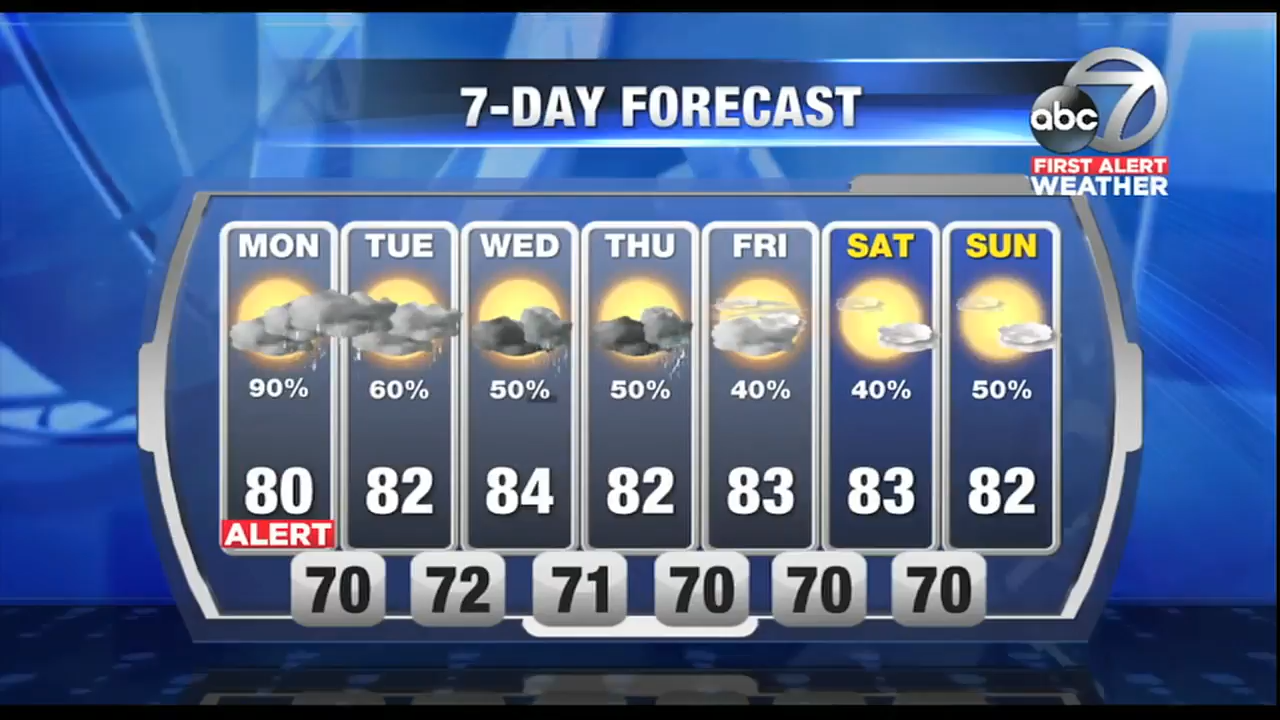 7-DAY FORECAST
abc 7
FIRST ALERT
WEATHER
MON TUE WED THU FRI SAT SUN
90% 60% 50% 50% 40% 40% 50%
80 82 84 82 83 83 82
ALERT
70 72 71 70 70 70